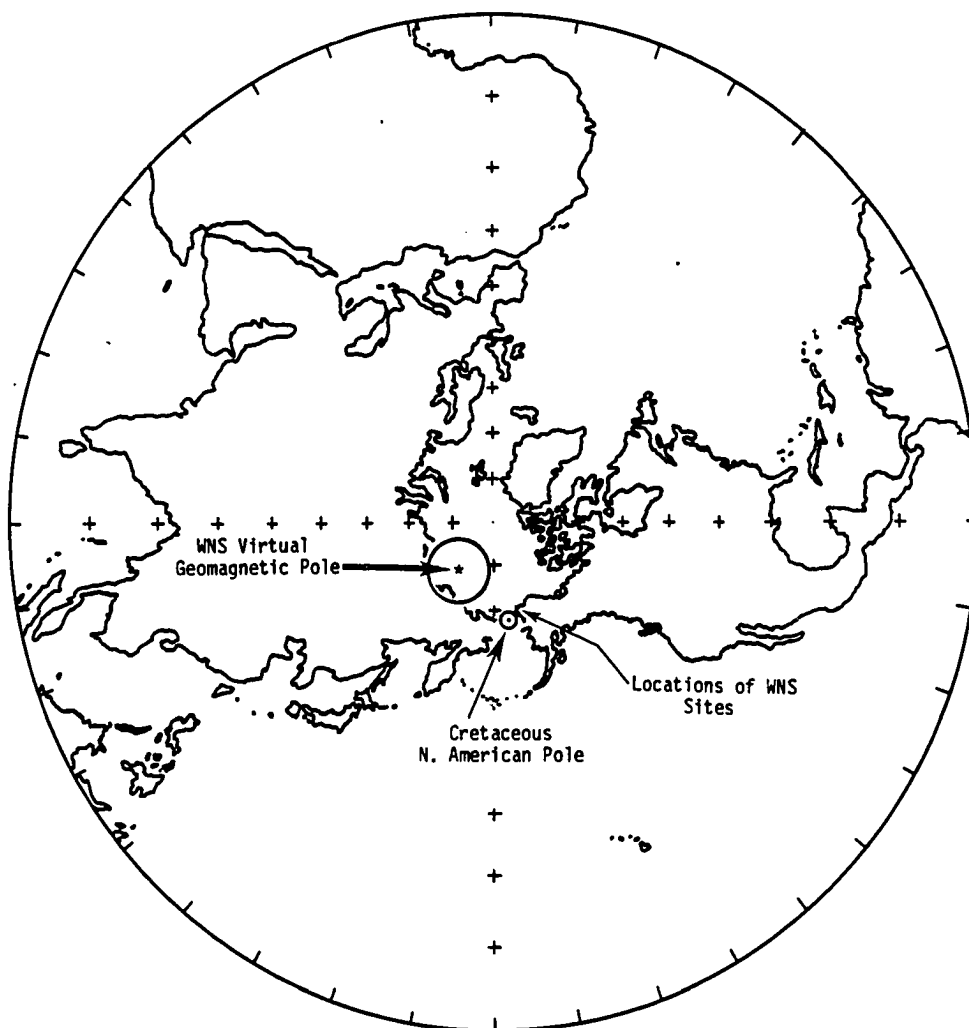 WNS Virtual
Geomagnetic Pole
Locations of WNS
Sites
Cretaceous
N. American Pole